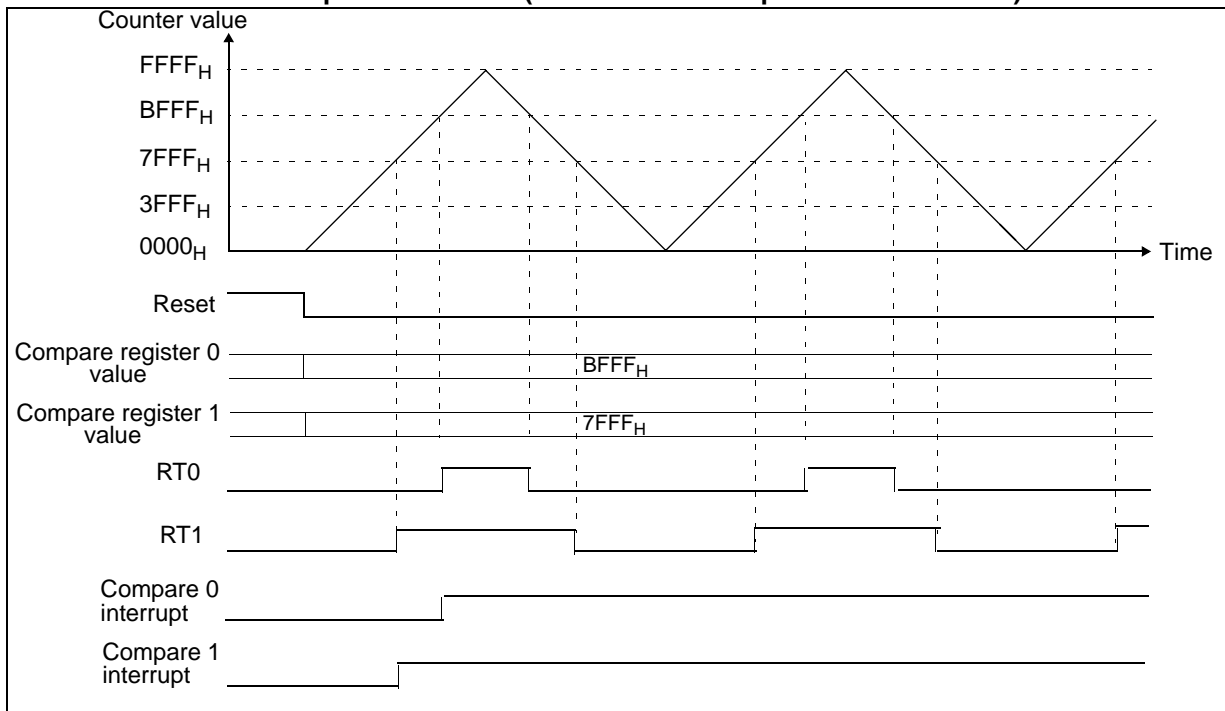 Counter value
FFFFH
BFFFH
7FFFH
3FFFH
0000H
Time
Reset
Compare register 0
value
BFFFH
Compare register 1
value
7FFFH
RT0
RT1
Compare 0
interrupt
Compare 1
interrupt